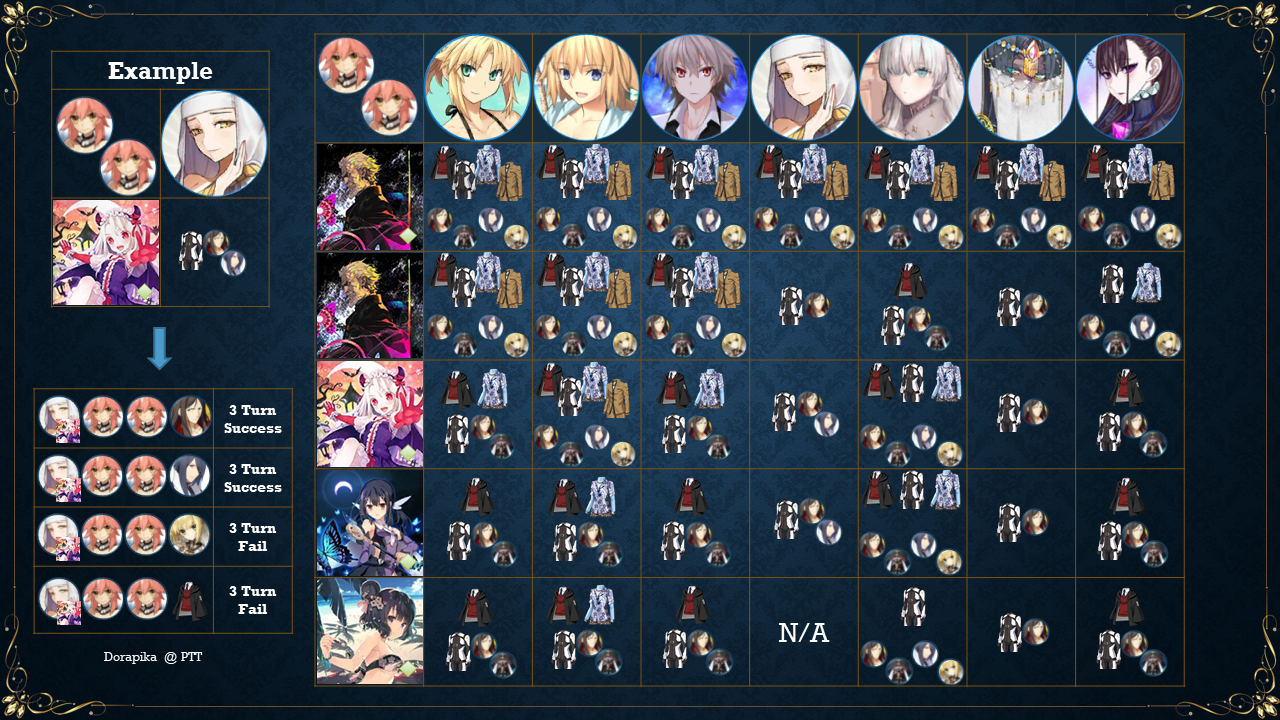 Example
3 Turn
Success
3 Turn
Success
3 Turn
Fail
3 Turn
Fail
Dorapika @ PTT
N/A